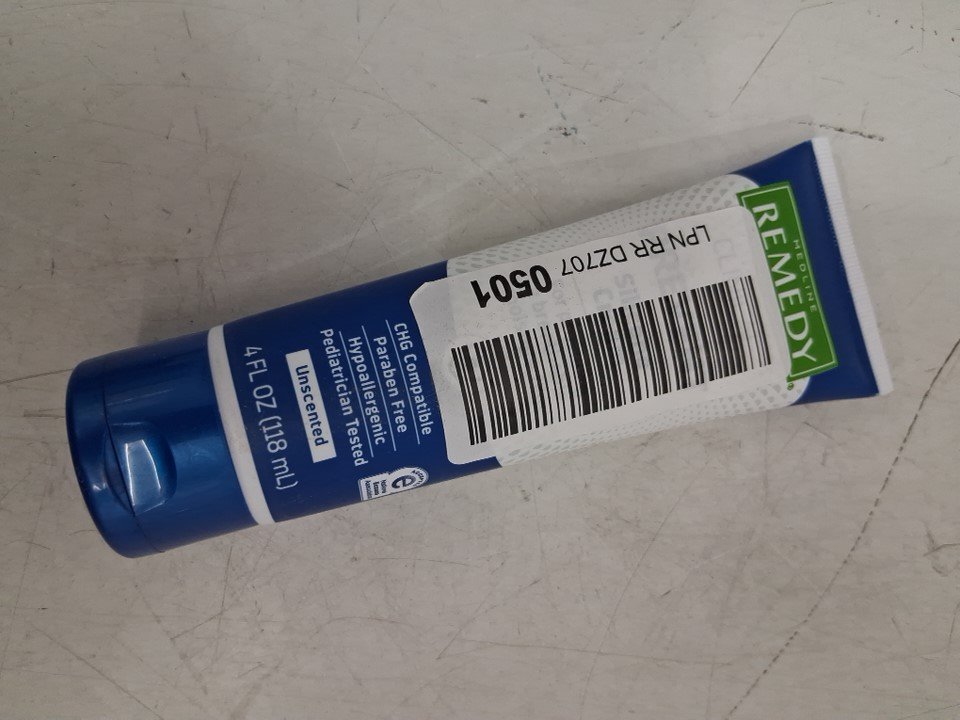 MEDLINE
REMEDY
LPN RR DZ707
0501
CHG Compatible
Paraben Free
Hypoallergenic
Pediatrician Tested
Unscented
4 FL OZ (118 mL)